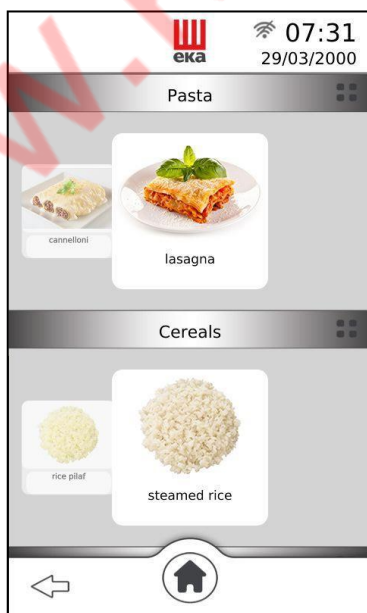 eka
07:31
29/03/2000
Pasta
cannelloni
lasagna
Cereals
rice pilaf
steamed rice